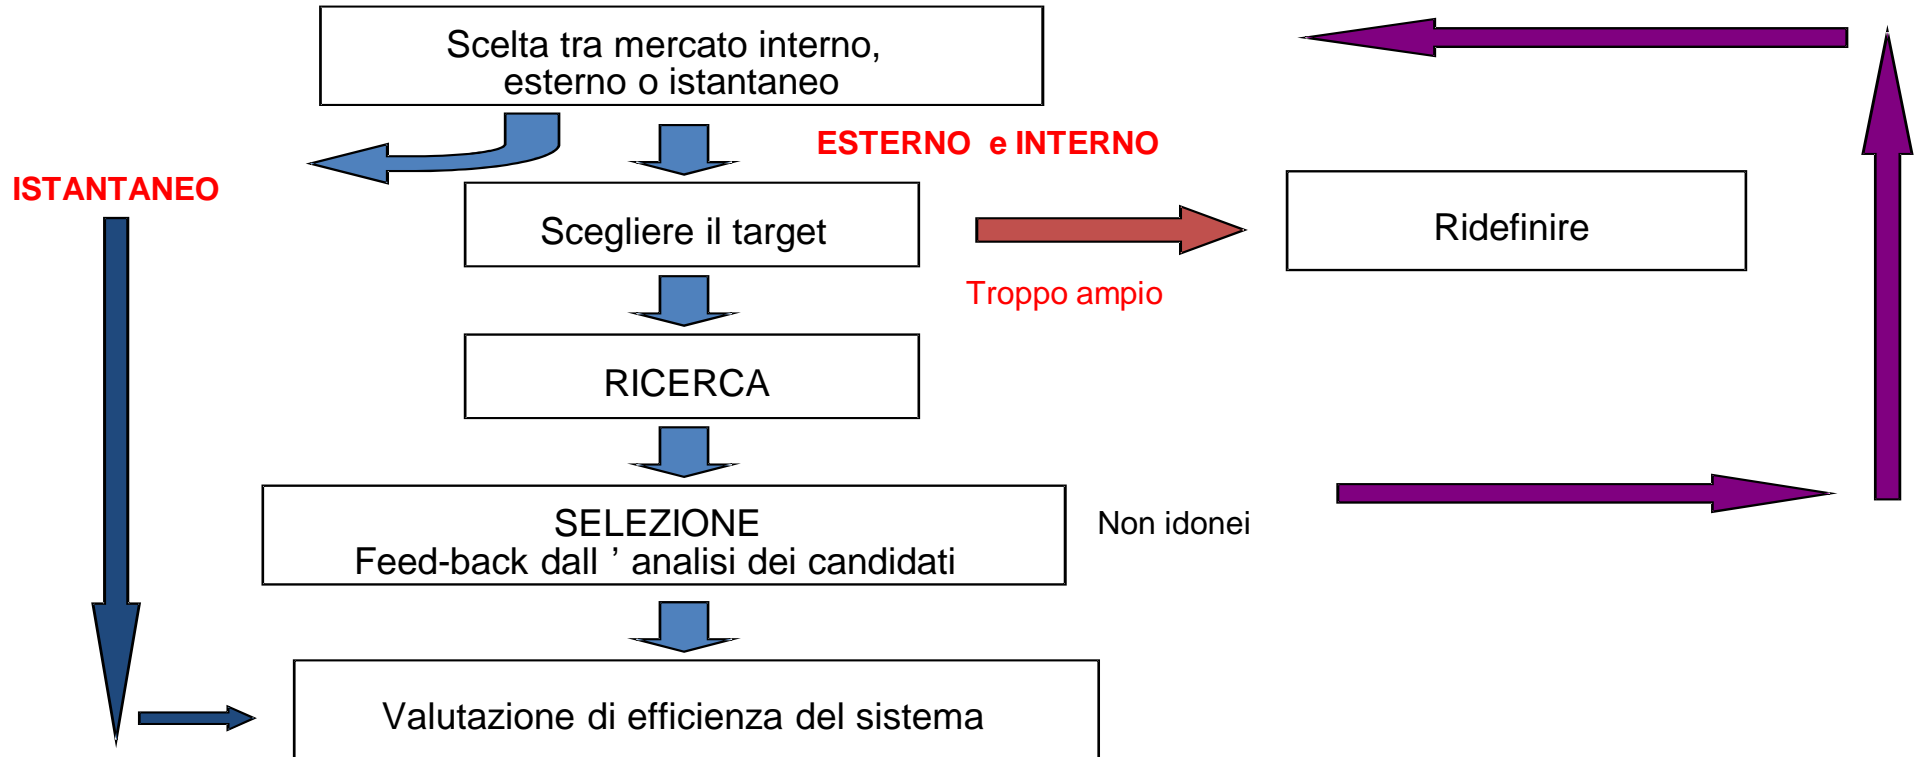 Scelta tra mercato interno,
esterno o istantaneo
ESTERNO e INTERNO
ISTANTANEO
Scegliere il target
Ridefinire
Troppo ampio
RICERCA
SELEZIONE
Feed-back dall ’ analisi dei candidati
Non idonei
Valutazione di efficienza del sistema